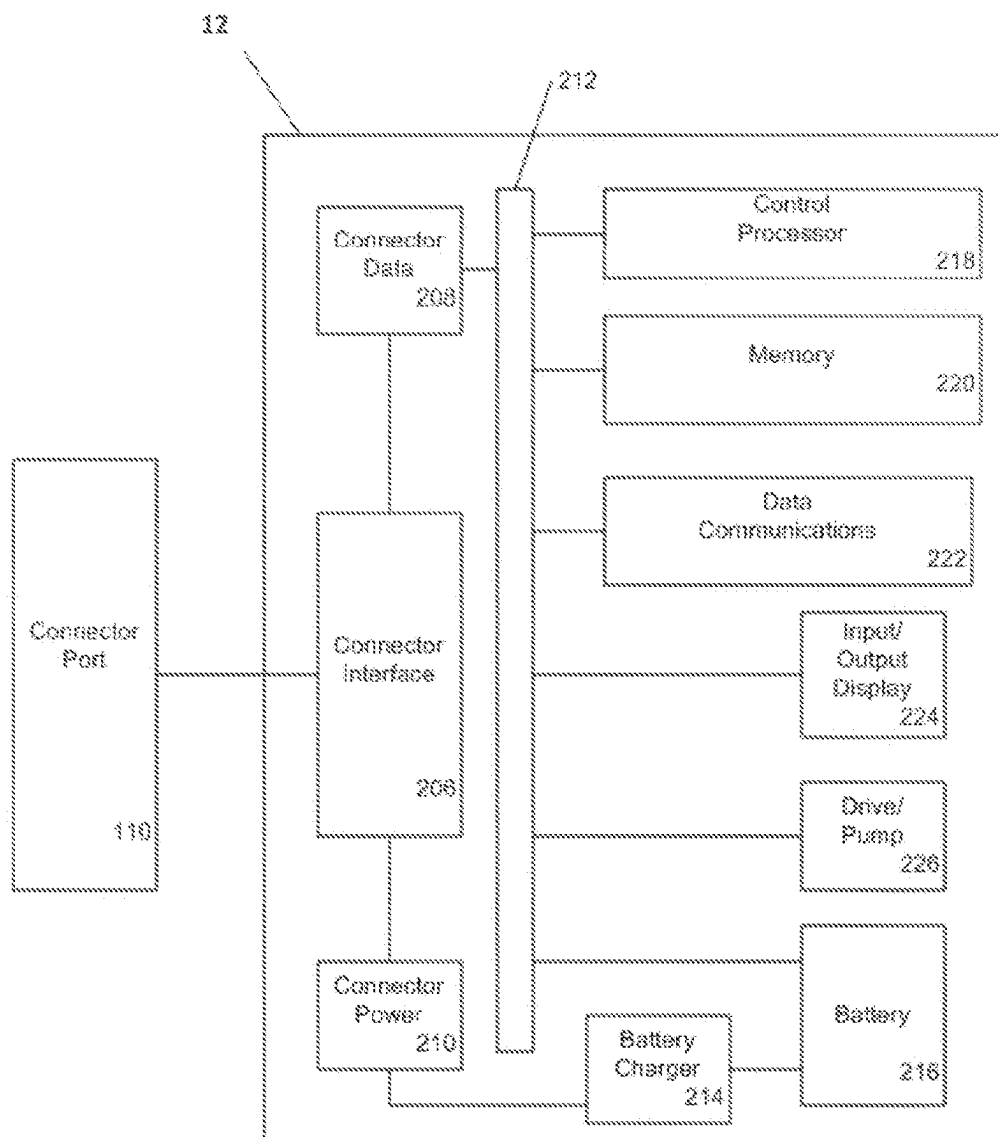 12
212
Connector
Data
208
Control
Processor
218
Memory
220
Data
Communications
222
Connector
Port
110
Connector
Interface
206
Input/
Output
Display
224
Drive/
Pump
226
Connector
Power
210
Battery
Charger
214
Battery
216